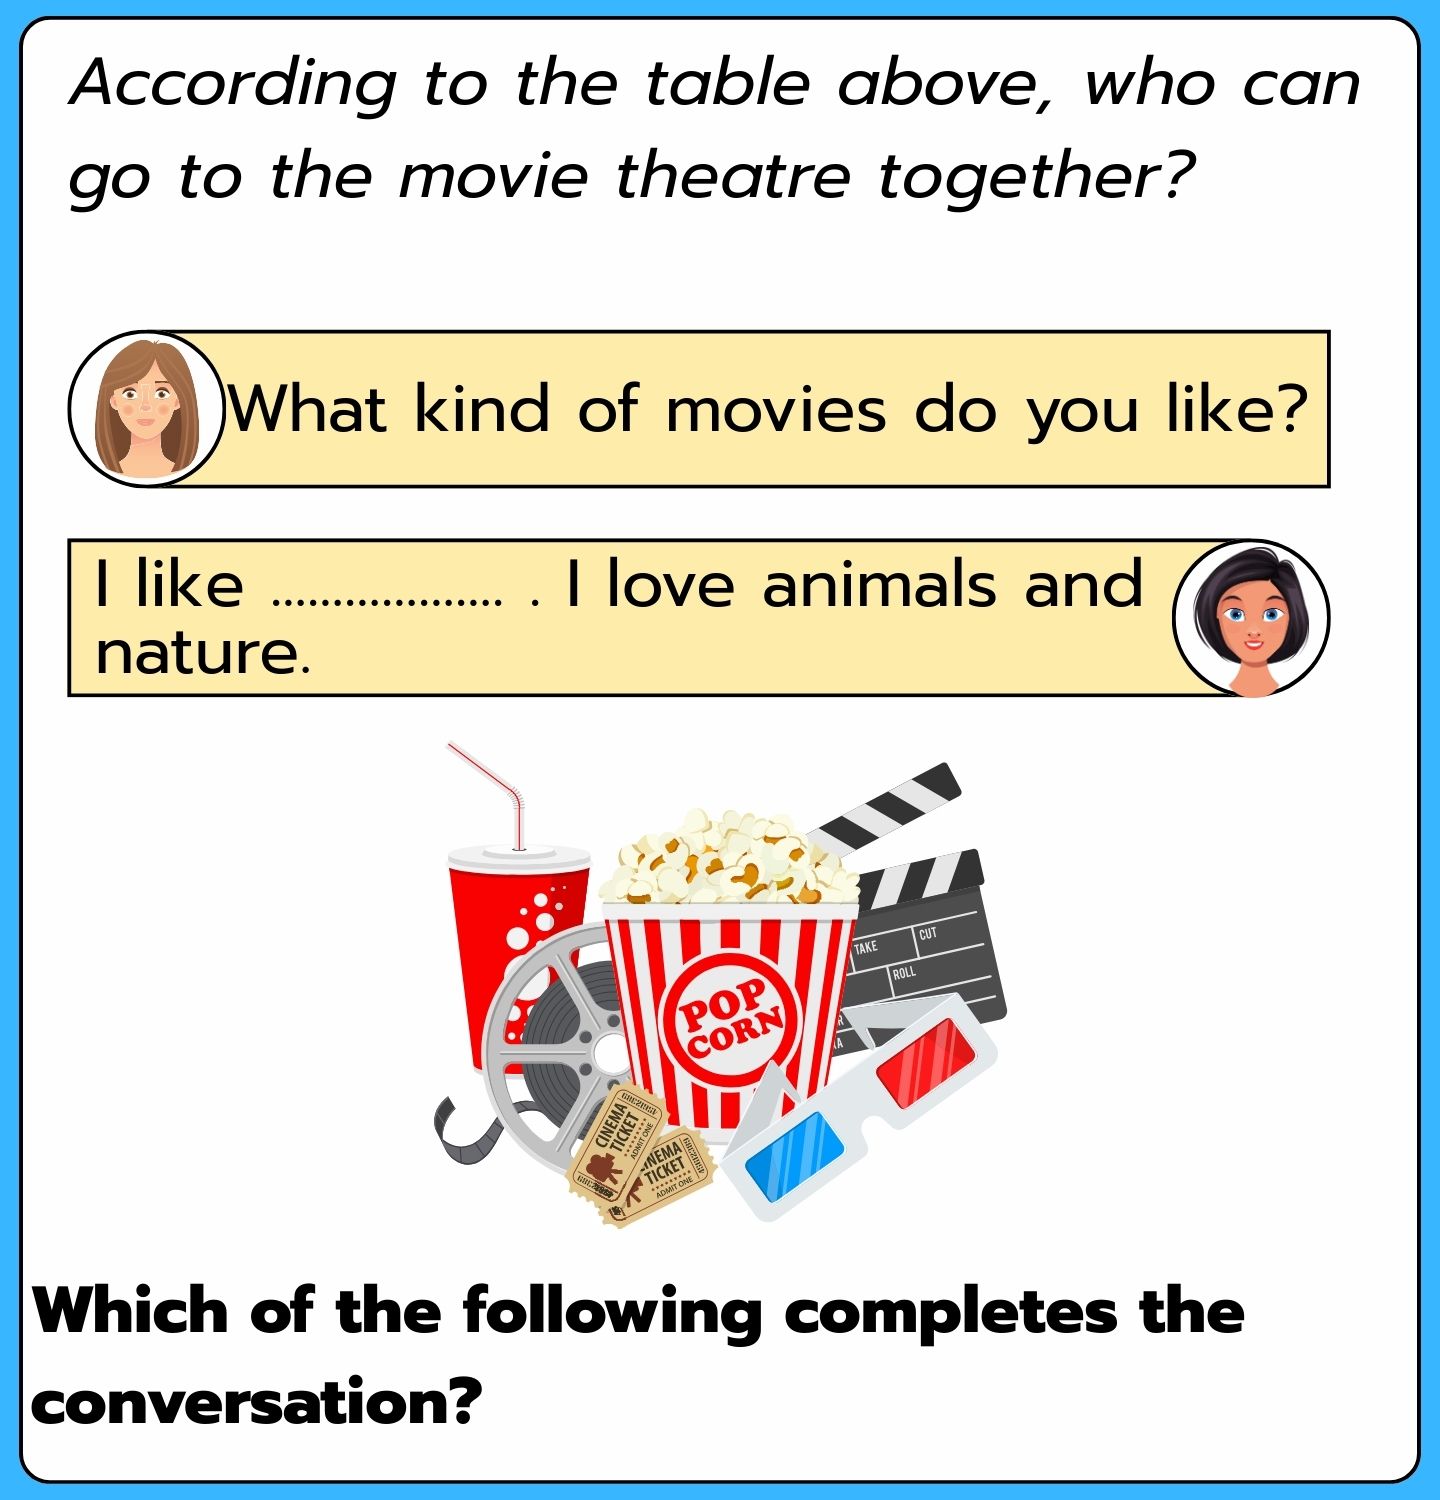 According to the table above, who can
go to the movie theatre together?
What kind of movies do you like?
I like ................... . I love animals and
nature.
TAKE
CUT
ROLL
POP
CORN
CINEMA
TICKET
ADMIT ONE
TICKET
ADMIT ONE
Which of the following completes the
conversation?